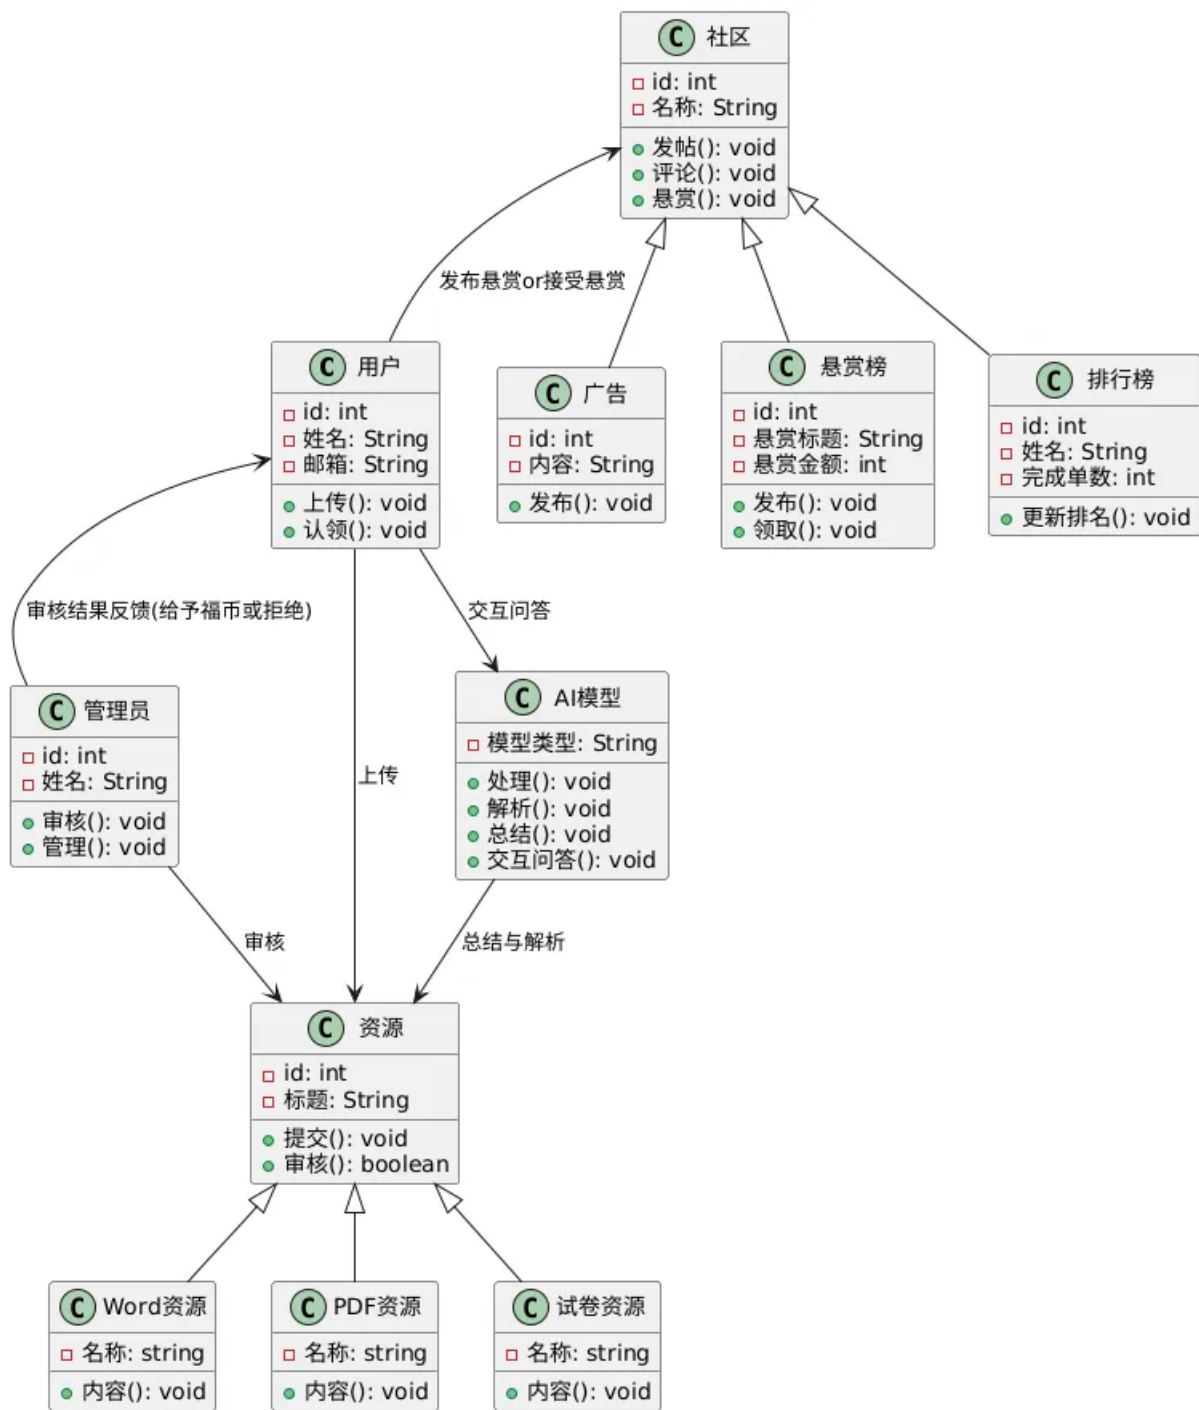 C 社区
id: int
名称: String
发帖(): void
评论(): void
悬赏(): void
发布悬赏or接受悬赏
C 用户
id: int
姓名: String
邮箱: String
上传(): void
认领(): void
C 广告
id: int
内容: String
发布(): void
C 悬赏榜
id: int
悬赏标题: String
悬赏金额: int
发布(): void
领取(): void
C 排行榜
id: int
姓名: String
完成单数: int
更新排名(): void
审核结果反馈(给予福币或拒绝)
交互问答
C 管理员
id: int
姓名: String
审核(): void
管理(): void
上传
C AI模型
模型类型: String
处理(): void
解析(): void
总结(): void
交互问答(): void
审核
总结与解析
C 资源
id: int
标题: String
提交(): void
审核(): boolean
C Word资源
名称: string
内容(): void
C PDF资源
名称: string
内容(): void
C 试卷资源
名称: string
内容(): void